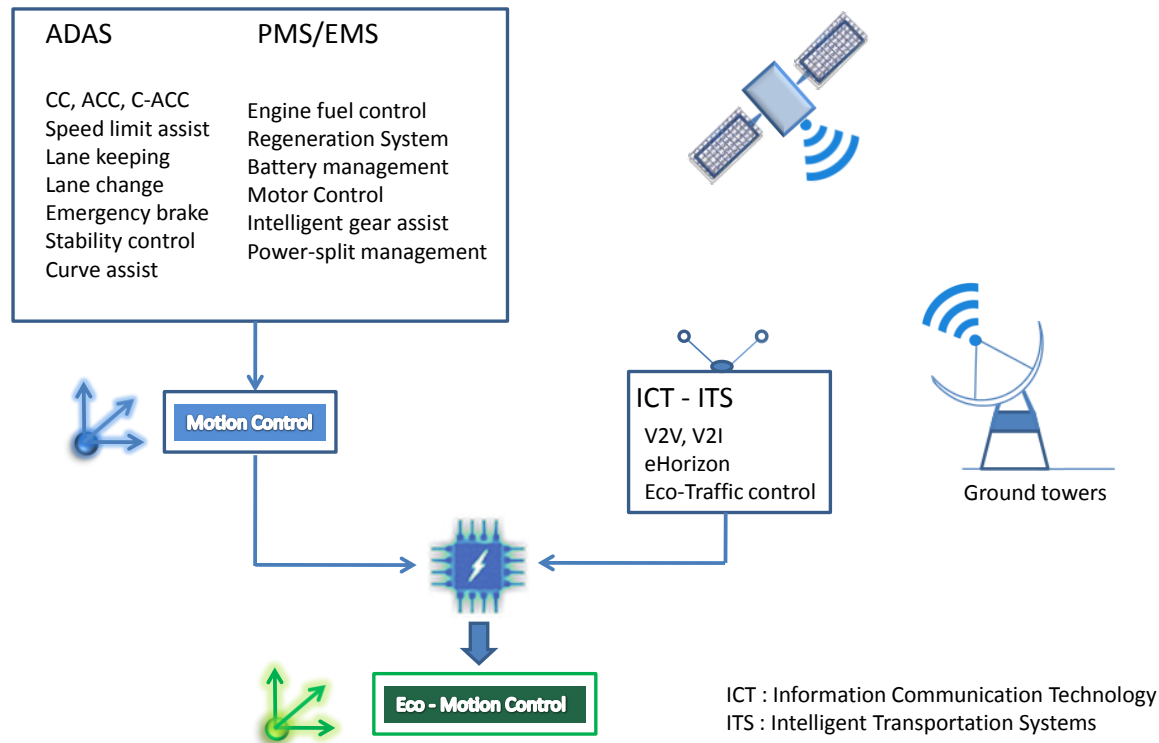 ADAS
CC, ACC, C-ACC
Speed limit assist
Lane keeping
Lane change
Emergency brake
Stability control
Curve assist
PMS/EMS
Engine fuel control
Regeneration System
Battery management
Motor Control
Intelligent gear assist
Power-split management
Motion Control
ICT - ITS
V2V, V2I
eHorizon
Eco-Traffic control
Ground towers
Eco - Motion Control
ICT : Information Communication Technology
ITS : Intelligent Transportation Systems